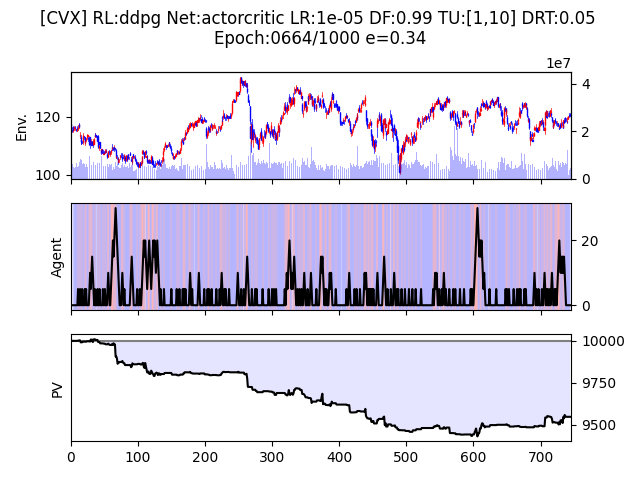 [CVX] RL:ddpg Net:actorcritic LR:1e-05 DF:0.99 TU:[1,10] DRT:0.05
Epoch:0664/1000 e=0.34
1e7
Env.
120
100
4
2
0
Agent
20
0
PV
10000
9750
9500
0 100 200 300 400 500 600 700